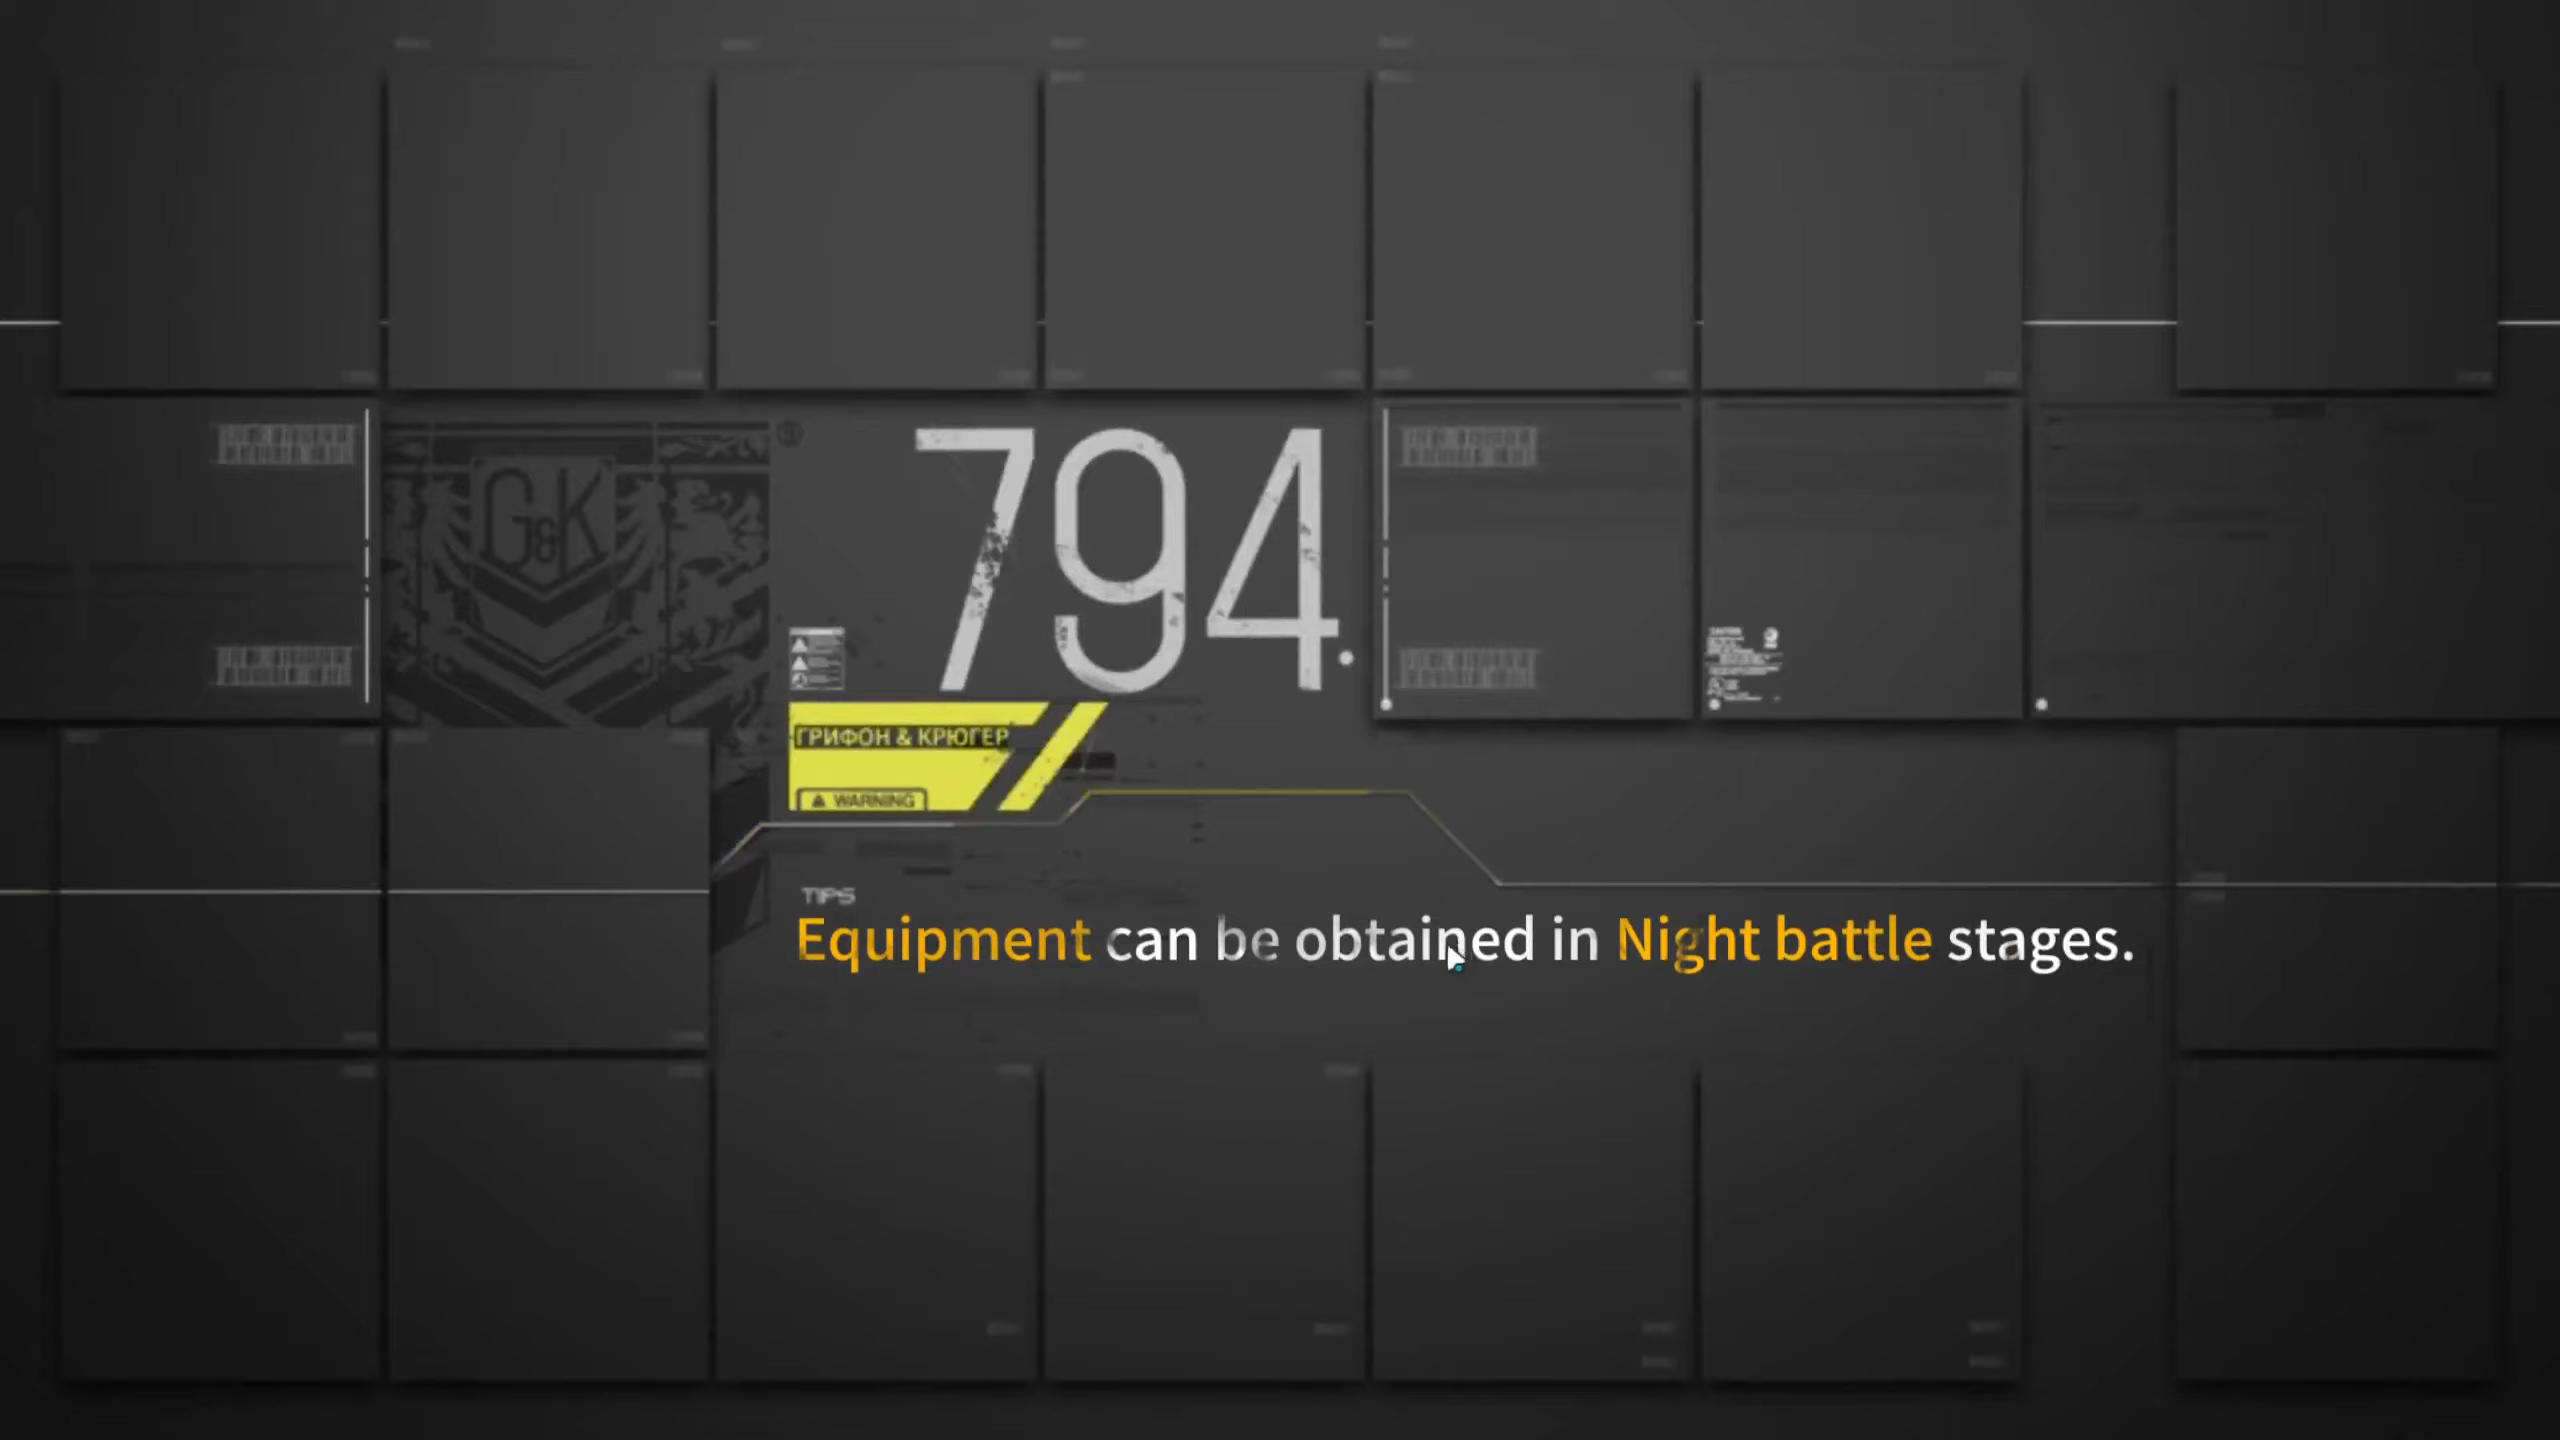 G&K
794.
ГРИФОН & КРЮГЕР
WARNING
TIPS
Equipment can be obtained in Night battle stages.